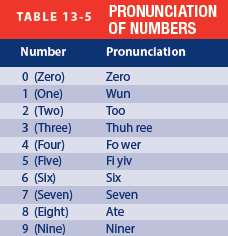 TABLE 13-5 PRONUNCIATION
OF NUMBERS
Number Pronunciation
0 (Zero) Zero
1 (One) Wun
2 (Two) Too
3 (Three) Thuh ree
4 (Four) Fo wer
5 (Five) Fi yiv
6 (Six) Six
7 (Seven) Seven
8 (Eight) Ate
9 (Nine) Niner